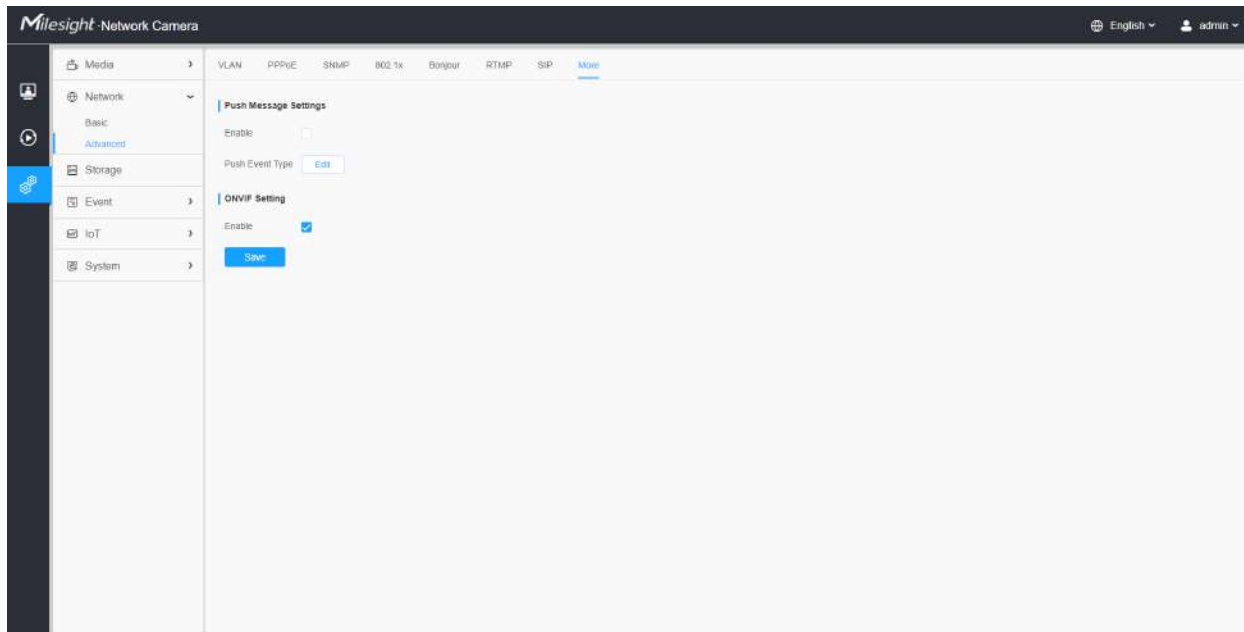 Milesight-Network Camera
English
admin
Media
VLAN PPPoE SNMP 802.1x Bonjour RTMP SIP More
Network
Basic
Advanced
Storage
Event
IoT
System
Push Message Settings
Enable
Push Event Type Edit
ONVIF Setting
Enable
Save